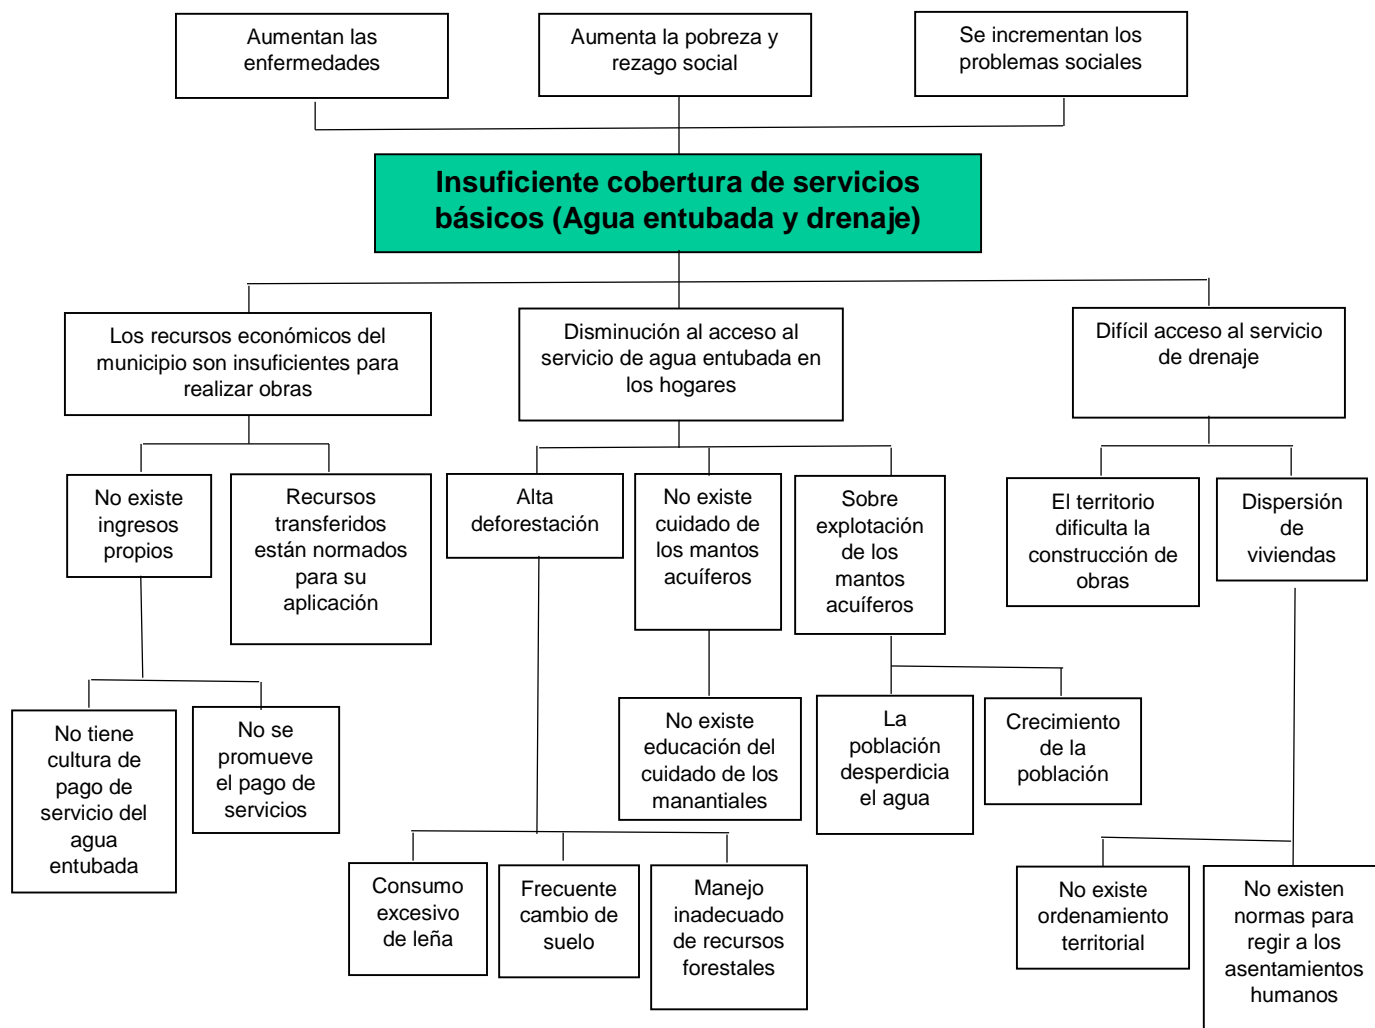 Aumentan las
enfermedades
Aumenta la pobreza y
rezago social
Se incrementan los
problemas sociales
Insuficiente cobertura de servicios
básicos (Agua entubada y drenaje)
Los recursos económicos del
municipio son insuficientes para
realizar obras
Disminución al acceso al
servicio de agua entubada en
los hogares
Difícil acceso al servicio
de drenaje
No existe
ingresos
propios
Recursos
transferidos
están normados
para su
aplicación
Alta
deforestación
No existe
cuidado de
los mantos
acuíferos
Sobre
explotación
de los
mantos
acuíferos
El territorio
dificulta la
construcción de
obras
Dispersión
de
viviendas
No tiene
cultura de
pago de
servicio del
agua
entubada
No se
promueve
el pago de
servicios
No existe
educación del
cuidado de los
manantiales
La
población
desperdicia
el agua
Crecimiento
de la
población
Consumo
excesivo
de leña
Frecuente
cambio de
suelo
Manejo
inadecuado
de recursos
forestales
No existe
ordenamiento
territorial
No existen
normas para
regir a los
asentamientos
humanos